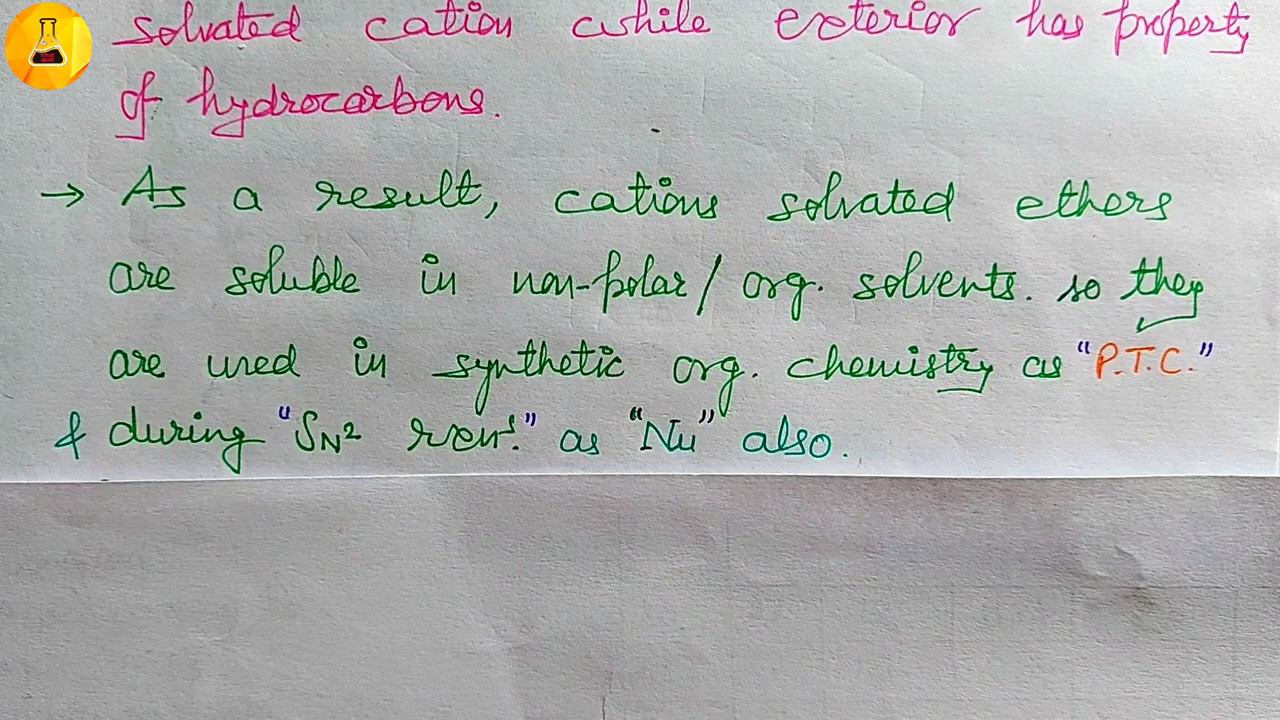 solvated cation while exterior has property
of hydrocarbons.
→ As a result, cations solvated ethers
are soluble in non-polar/ org. solvents. so they
are used in synthetic org. chemistry as "P.T.C."
& during "SN² rxns." as "Nu" also.